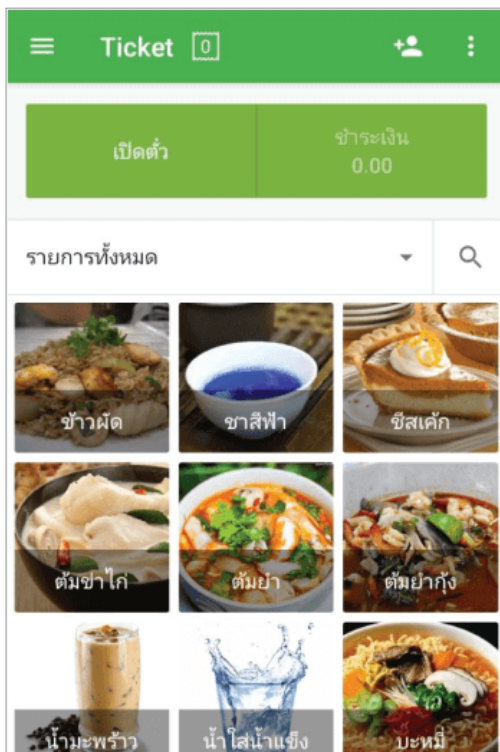 Ticket 0
เปิดตั๋ว
ชำระเงิน
0.00
รายการทั้งหมด
ข้าวผัด
ชาสีฟ้า
ชีสเค้ก
ต้มข่าไก่
ต้มยำ
ต้มยำกุ้ง
น้ำมะพร้าว
น้ำใส่น้ำแข็ง
บะหมี่